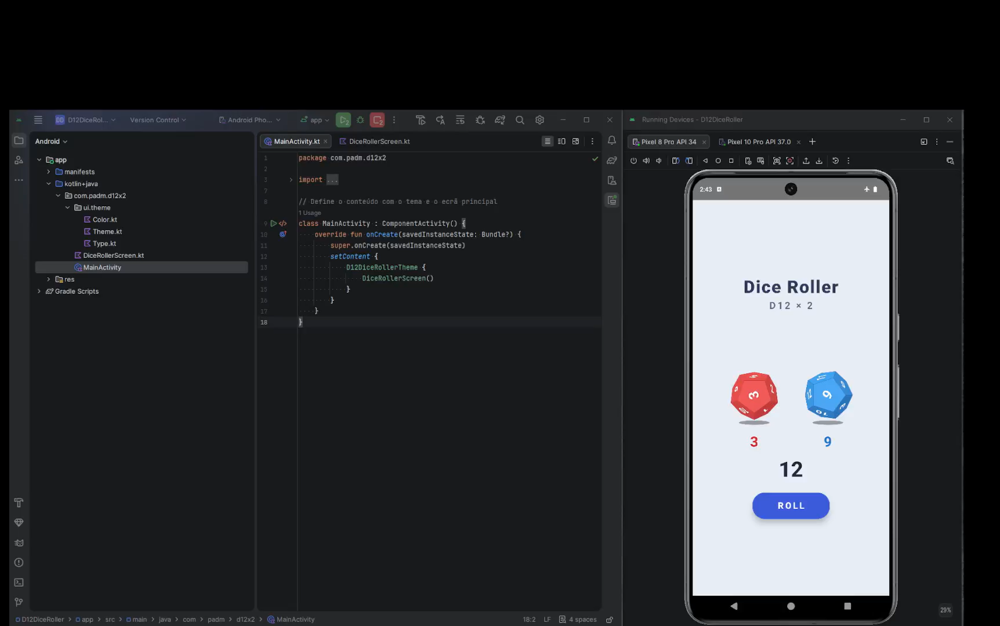 D12DiceRol...
Version Control
Android Pho...
app
Running Devices - D12DiceRoller
Android
app
manifests
kotlin+java
com.padm.d12x2
ui.theme
Color.kt
Theme.kt
Type.kt
DiceRollerScreen.kt
MainActivity
res
Gradle Scripts
MainActivity.kt
DiceRollerScreen.kt
1 package com.padm.d12x2
2
3 import ...
7
8 // Define o conteúdo com o tema e o ecrã principal
1 Usage
9 class MainActivity : ComponentActivity() {
10 override fun onCreate(savedInstanceState: Bundle?) {
11 super.onCreate(savedInstanceState)
12 setContent {
13 D12DiceRollerTheme {
14 DiceRollerScreen()
15 }
16 }
17 }
18 }
Pixel 8 Pro API 34
Pixel 10 Pro API 37.0
2:43
Dice Roller
D12 × 2
3
9
3
9
12
ROLL
29%
D12DiceRoller > app > src > main > java > com > padm > d12x2 > MainActivity
18:2 LF 4 spaces